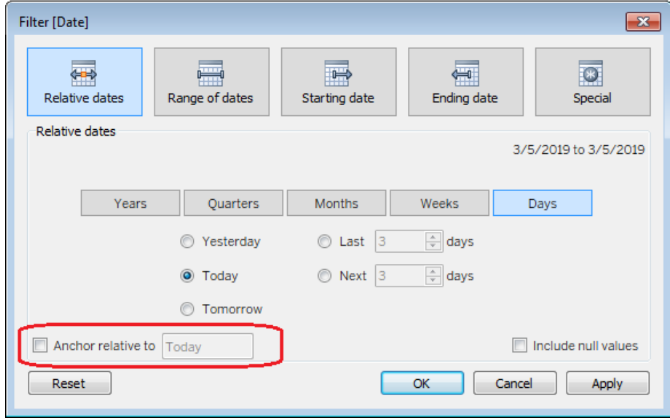 Filter [Date]
Relative dates Range of dates Starting date Ending date Special
Relative dates
3/5/2019 to 3/5/2019
Years Quarters Months Weeks Days
Yesterday Last 3 days
Today Next 3 days
Tomorrow
Anchor relative to Today Include null values
Reset OK Cancel Apply